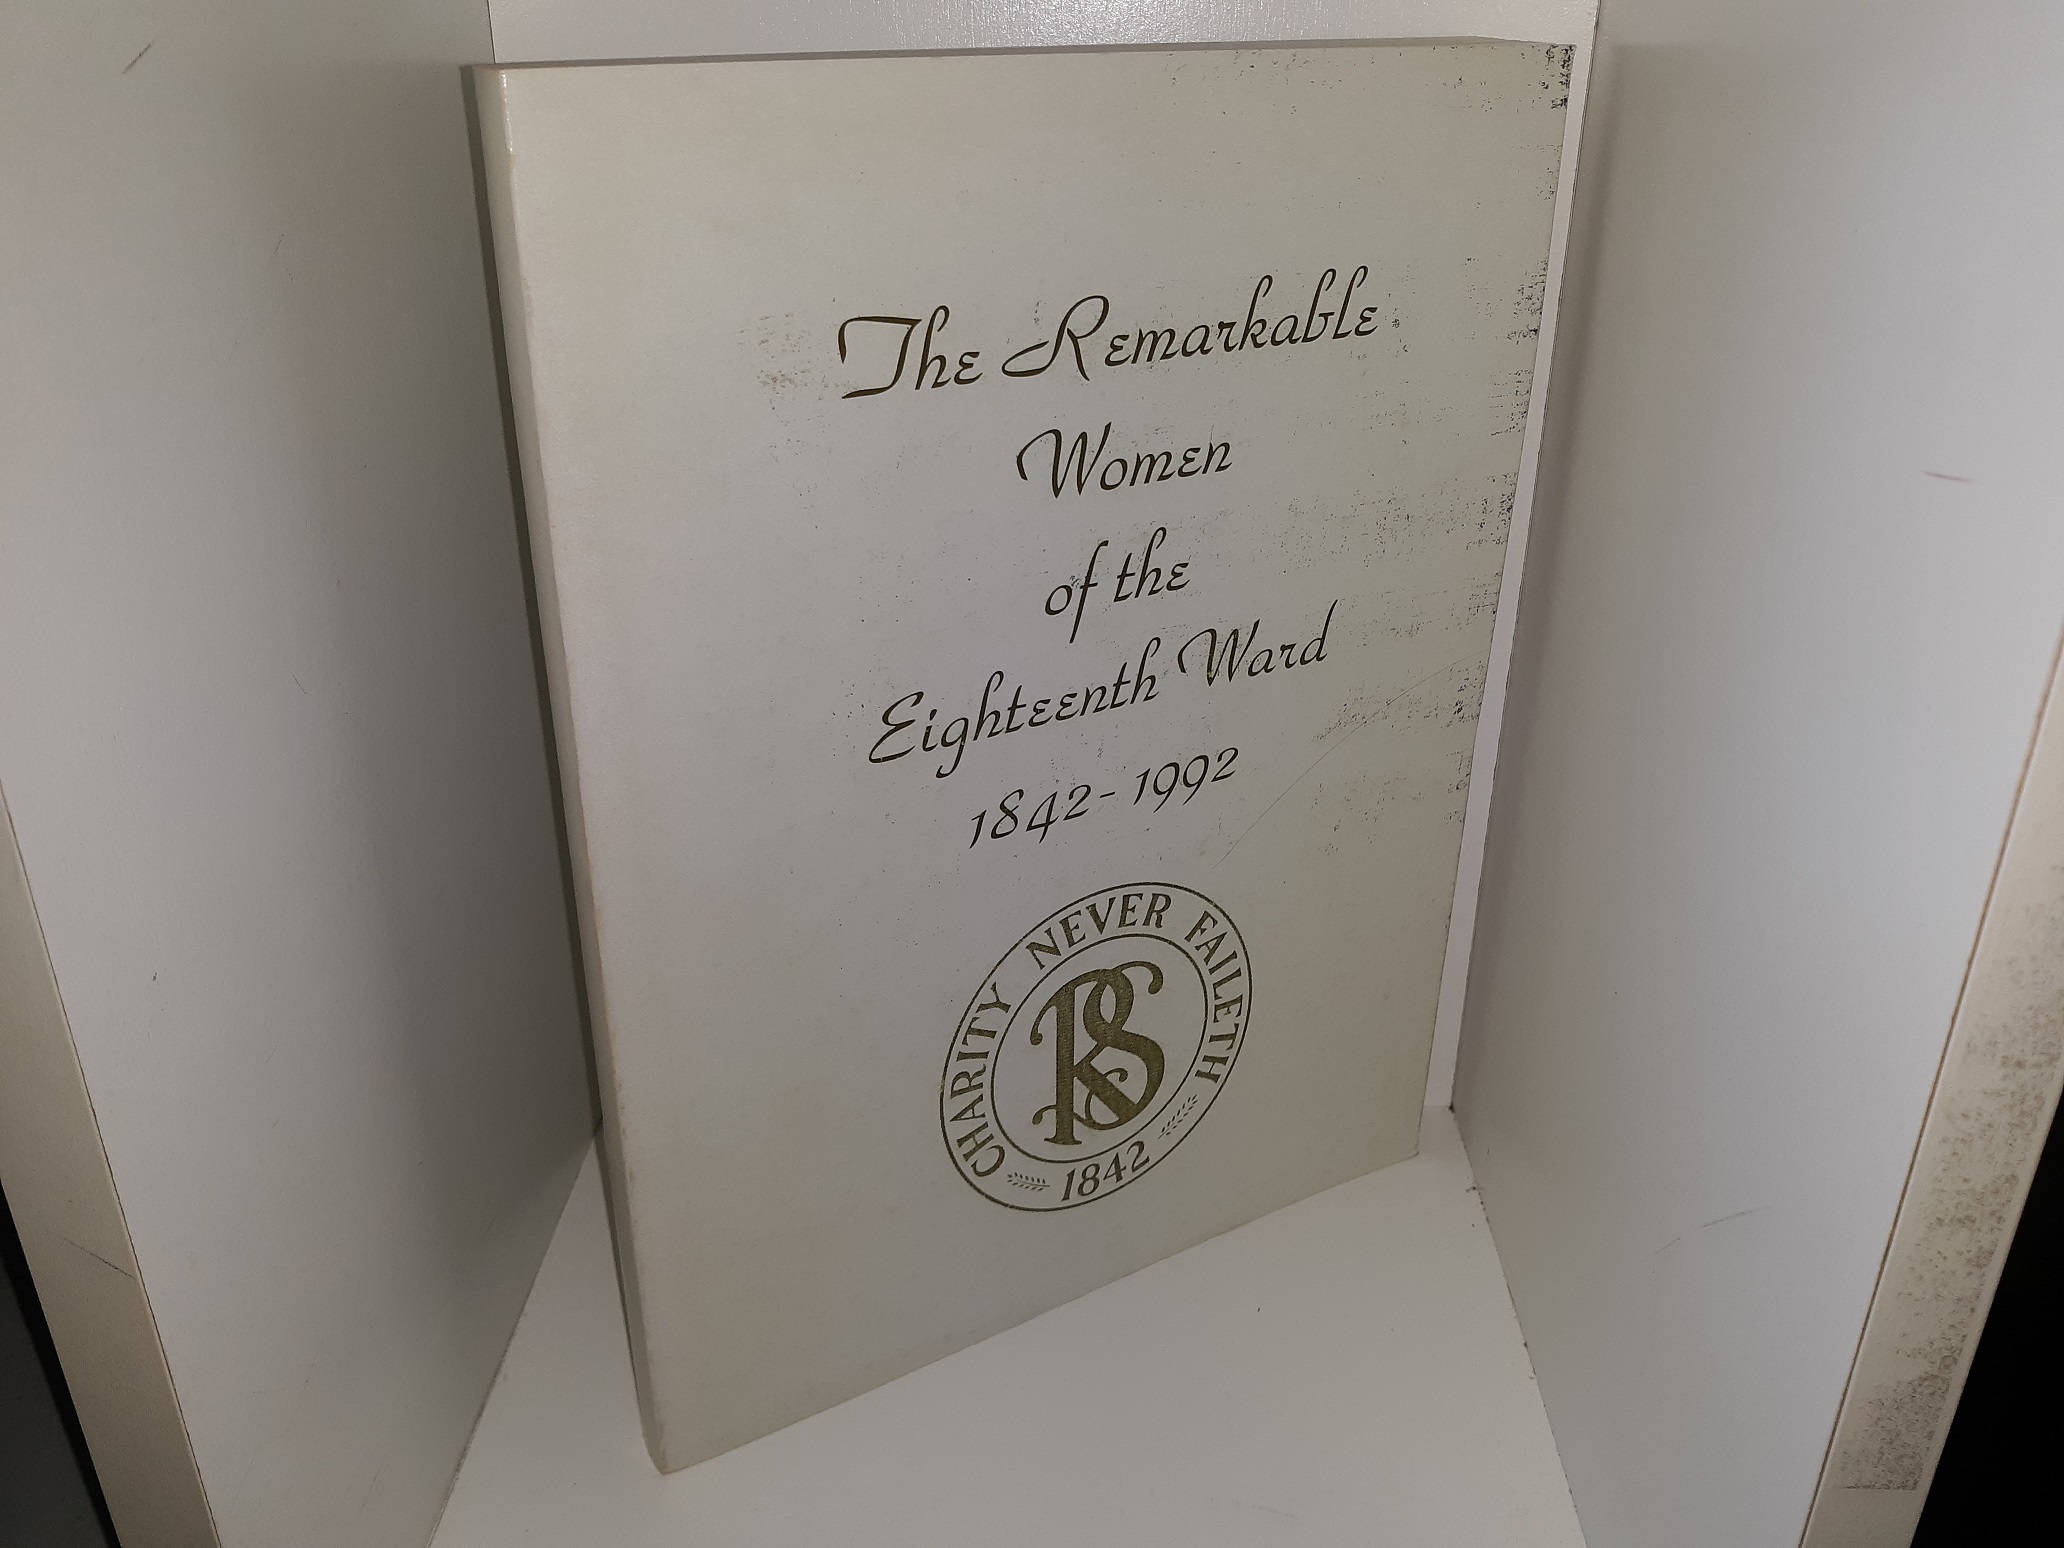 The Remarkable
Women
of the
Eighteenth Ward
1842-1992
CHARITY NEVER FAILETH
RS
1842